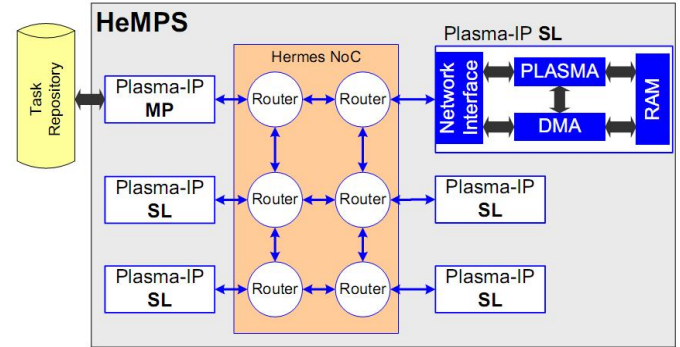 HeMPS
Plasma-IP SL
Hermes NoC
Task
Repository
Plasma-IP
MP
Router
Router
Network
Interface
PLASMA
DMA
RAM
Plasma-IP
SL
Router
Router
Plasma-IP
SL
Plasma-IP
SL
Router
Router
Plasma-IP
SL